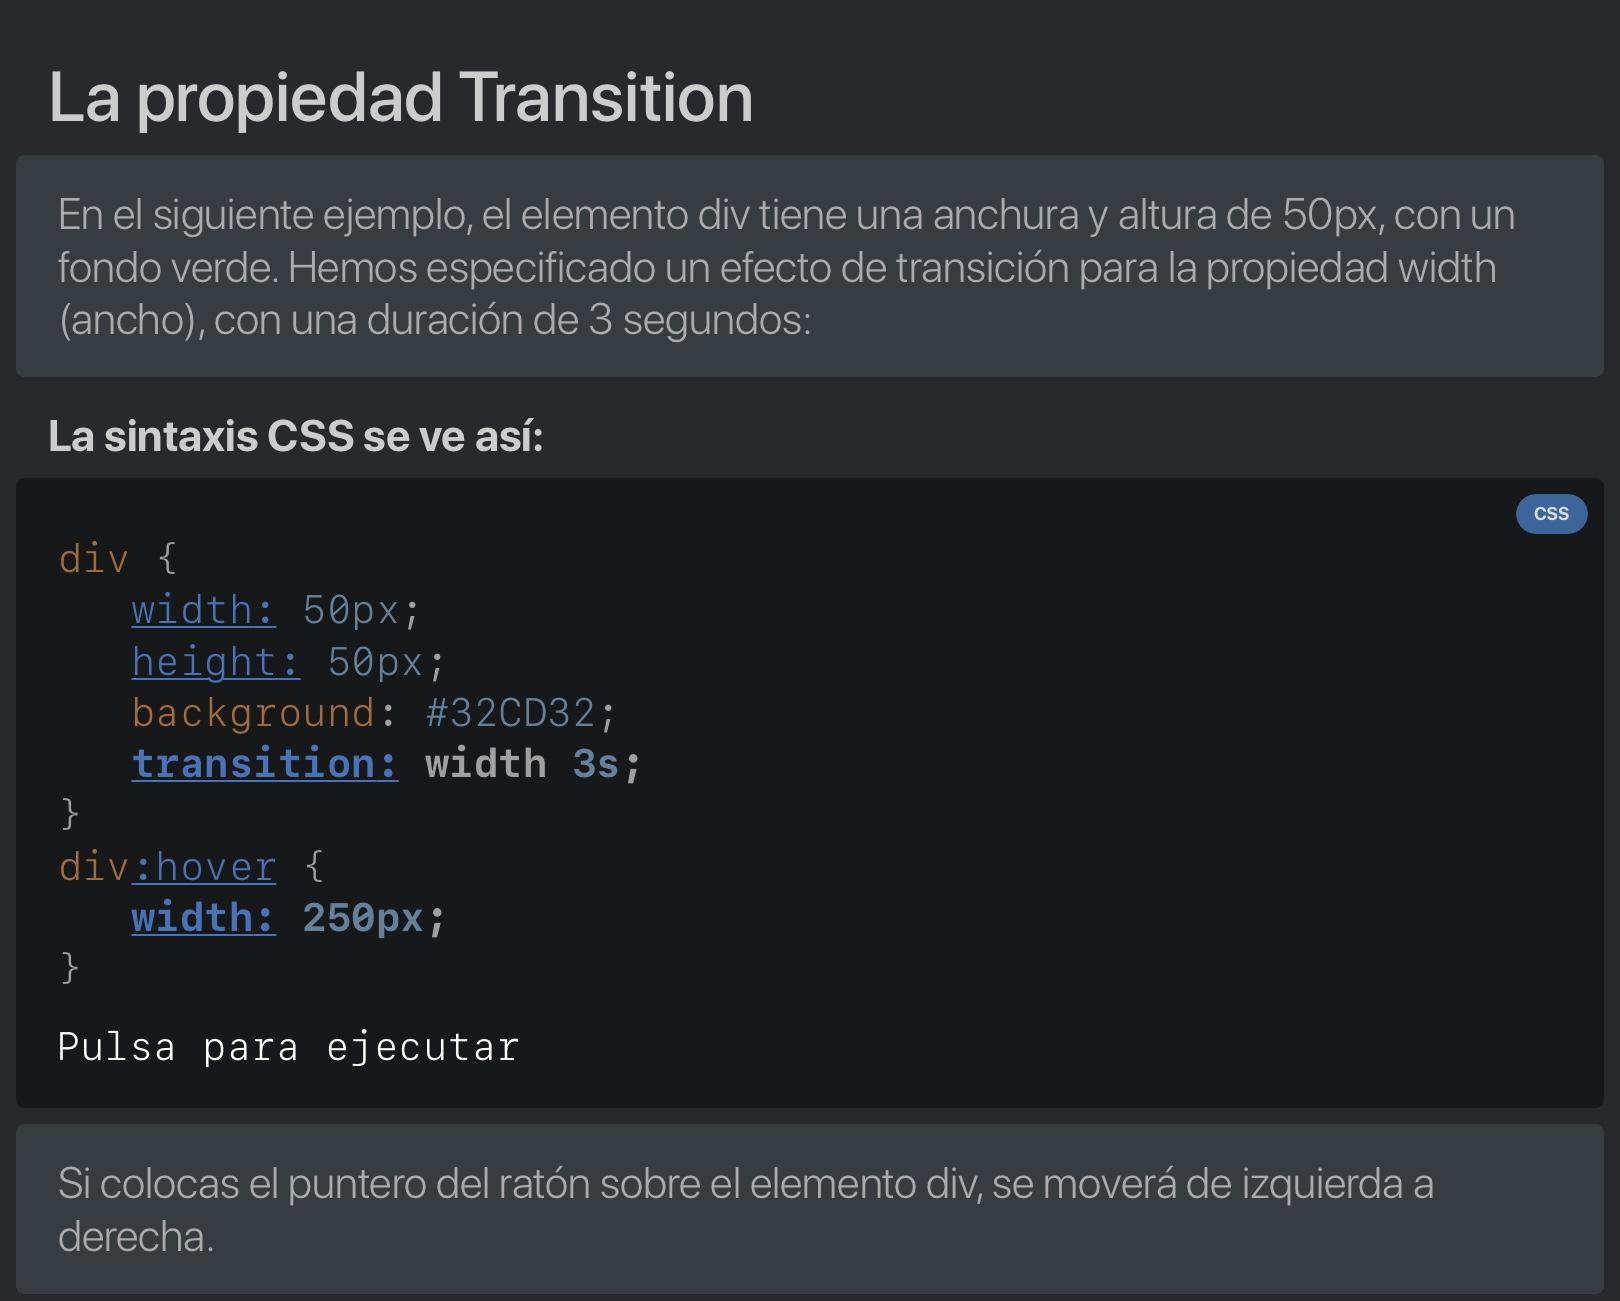 La propiedad Transition
En el siguiente ejemplo, el elemento div tiene una anchura y altura de 50px, con un
fondo verde. Hemos especificado un efecto de transición para la propiedad width
(ancho), con una duración de 3 segundos:
La sintaxis CSS se ve así:
CSS
div {
   width: 50px;
   height: 50px;
   background: #32CD32;
   transition: width 3s;
}
div:hover {
   width: 250px;
}
Pulsa para ejecutar
Si colocas el puntero del ratón sobre el elemento div, se moverá de izquierda a
derecha.